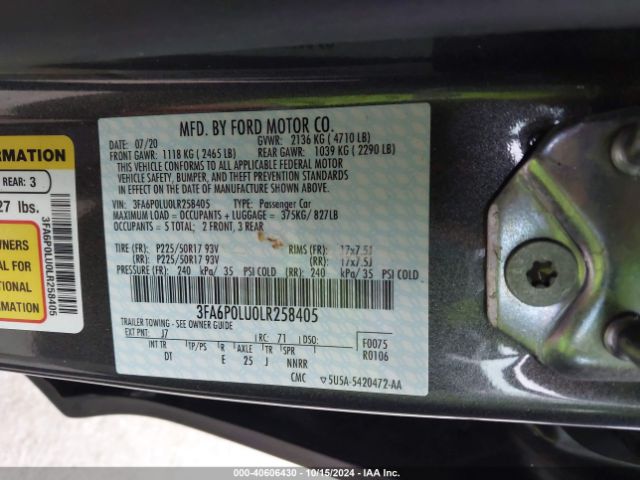 MFD. BY FORD MOTOR CO.
07/20 GVWR: 2136 KG ( 4710 LB)
FRONT GAWR: 1118 KG ( 2465 LB) REAR GAWR: 1039 KG ( 2290 LB)
THIS VEHICLE CONFORMS TO ALL APPLICABLE FEDERAL MOTOR
VEHICLE SAFETY, BUMPER, AND THEFT PREVENTION STANDARDS
IN EFFECT ON THE DATE OF MANUFACTURE SHOWN ABOVE.
VIN: 3FA6P0LU0LR258405 TYPE: Passenger Car
MAXIMUM LOAD = OCCUPANTS + LUGGAGE = 375KG/ 827LB
OCCUPANTS = 5 TOTAL: 2 FRONT, 3 REAR
TIRE (FR): P225/50R17 93V RIMS (FR): 17x7.5J
(RR): P225/50R17 93V (RR): 17x7.5J
PRESSURE (FR): 240 kPa/ 35 PSI COLD (RR): 240 kPa/ 35 PSI COLD
3FA6P0LU0LR258405
TRAILER TOWING - SEE OWNER GUIDE
EXT PNT: J7 RC: 71 DSO: F0075
R0106
INT TR TP/PS R AXLE TR SPR
DT E 25 J NNRR
CMC 5U5A-5420472-AA
ORMATION
REAR: 3
27 lbs.
WNERS
AL FOR
TIONAL
RMATION
3FA6P0LU0LR258405
© - 40606430 - 10/15/2024 - IAA Auctions